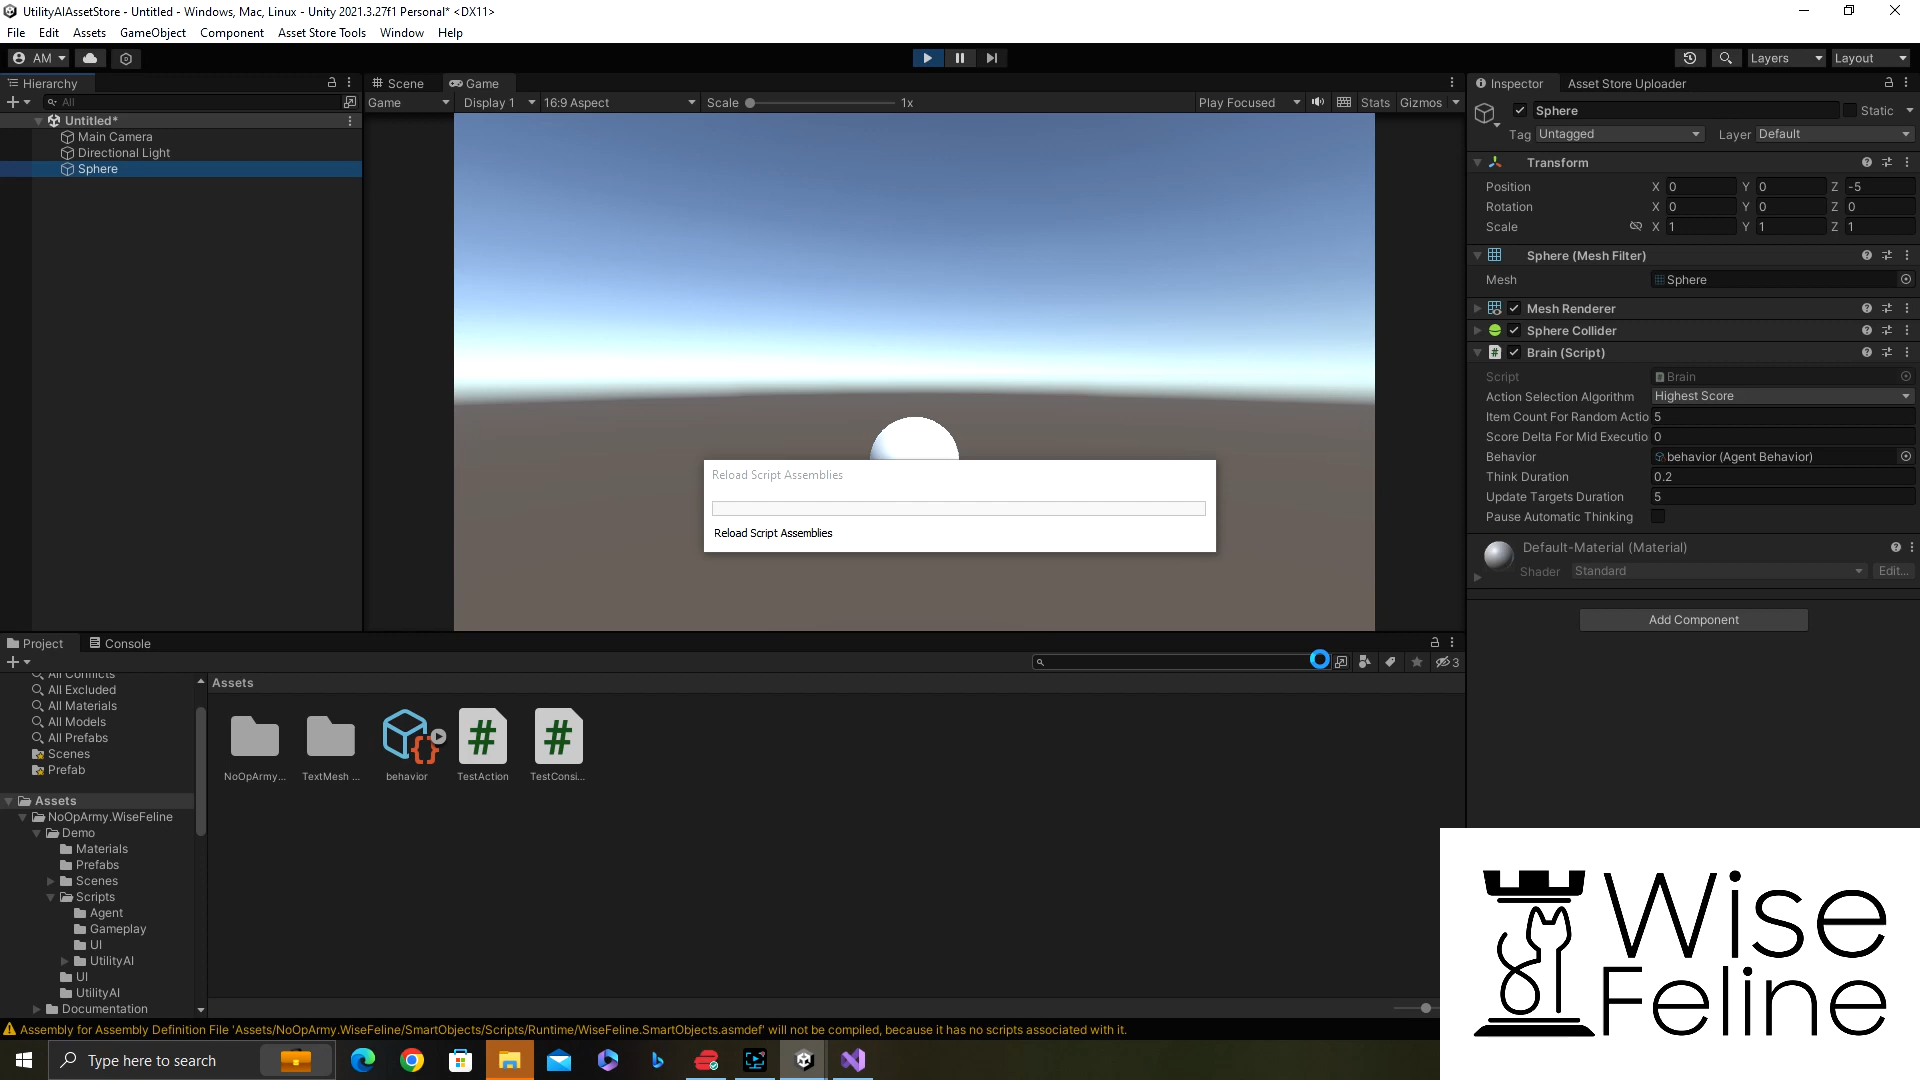 UtilityAIAssetStore - Untitled - Windows, Mac, Linux - Unity 2021.3.27f1 Personal* <DX11>
File Edit Assets GameObject Component Asset Store Tools Window Help
AM Layers Layout
Hierarchy
All
Untitled*
Main Camera
Directional Light
Sphere
Scene Game
Game Display 1 16:9 Aspect Scale 1x Play Focused Stats Gizmos
Reload Script Assemblies
Reload Script Assemblies
Inspector Asset Store Uploader
Sphere Static
Tag Untagged Layer Default
Transform
Position X 0 Y 0 Z -5
Rotation X 0 Y 0 Z 0
Scale X 1 Y 1 Z 1
Sphere (Mesh Filter)
Mesh Sphere
Mesh Renderer
Sphere Collider
Brain (Script)
Script Brain
Action Selection Algorithm Highest Score
Item Count For Random Actio 5
Score Delta For Mid Executio 0
Behavior behavior (Agent Behavior)
Think Duration 0.2
Update Targets Duration 5
Pause Automatic Thinking
Default-Material (Material)
Shader Standard Edit...
Add Component
Project Console
3
All Conflicts
All Excluded
All Materials
All Models
All Prefabs
Scenes
Prefab
Assets
NoOpArmy.WiseFeline
Demo
Materials
Prefabs
Scenes
Scripts
Agent
Gameplay
UI
UtilityAI
UI
UtilityAI
Documentation
Assets
NoOpArmy... TextMesh ... behavior TestAction TestConsi...
Assembly for Assembly Definition File 'Assets/NoOpArmy.WiseFeline/SmartObjects/Scripts/Runtime/WiseFeline.SmartObjects.asmdef' will not be compiled, because it has no scripts associated with it.
Type here to search
Wise
Feline